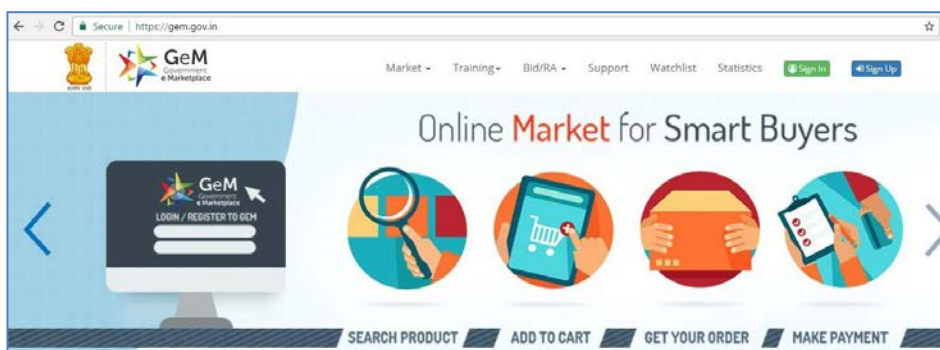 Secure | https://gem.gov.in
GeM
Government
e Marketplace
Market
Training
Bid/RA
Support
Watchlist
Statistics
Sign In
Sign Up
Online Market for Smart Buyers
GeM
Government
e Marketplace
LOGIN / REGISTER TO GEM
SEARCH PRODUCT
ADD TO CART
GET YOUR ORDER
MAKE PAYMENT